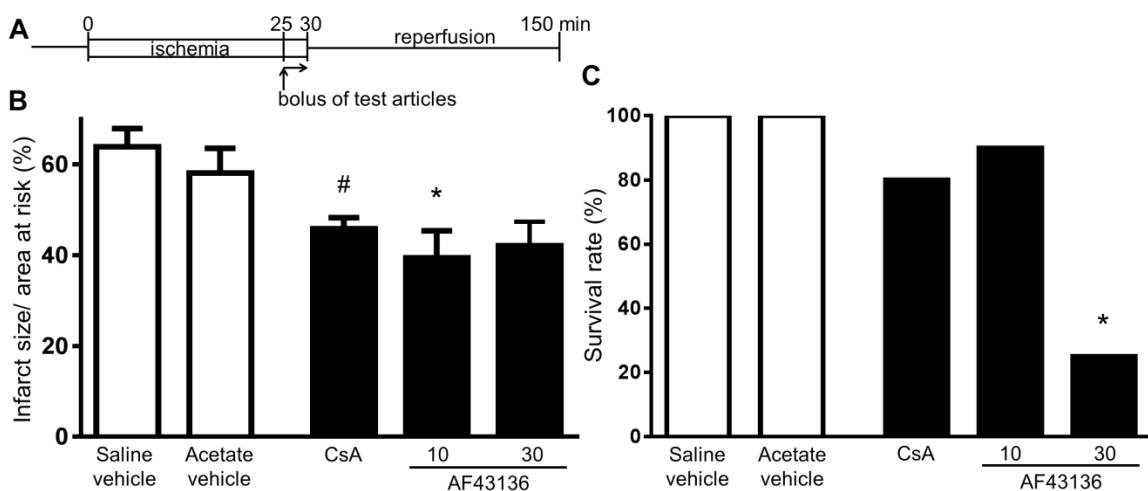 A
0 25 30 150 min
ischemia reperfusion
bolus of test articles
B
Infarct size/ area at risk (%)
60
40
20
0
Saline vehicle
Acetate vehicle
CsA
10
30
AF43136
#
*
C
Survival rate (%)
100
80
60
40
20
0
Saline vehicle
Acetate vehicle
CsA
10
30
AF43136
*